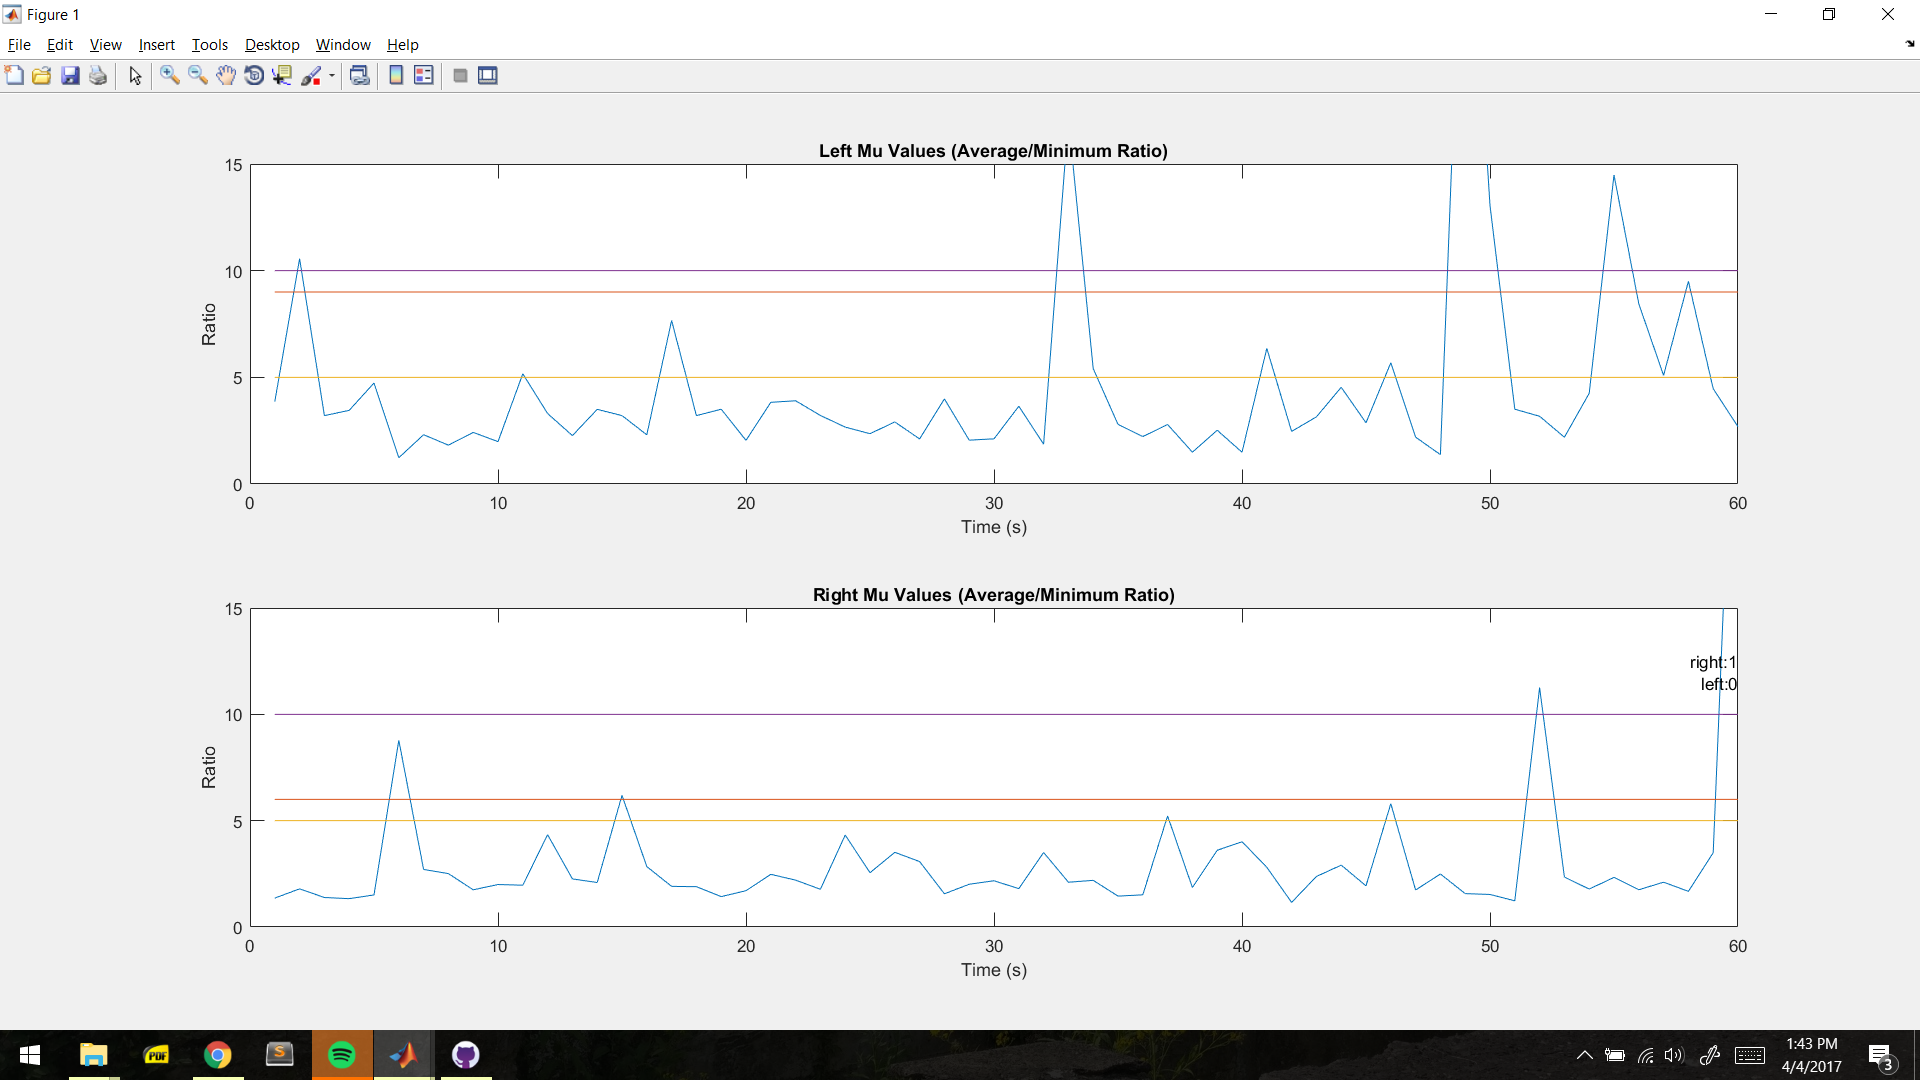 Figure 1
File Edit View Insert Tools Desktop Window Help
Left Mu Values (Average/Minimum Ratio)
15
10
5
0
Ratio
0 10 20 30 40 50 60
Time (s)
Right Mu Values (Average/Minimum Ratio)
15
10
5
0
Ratio
right:1
left:0
0 10 20 30 40 50 60
Time (s)
PDF
S
1:43 PM
4/4/2017
3